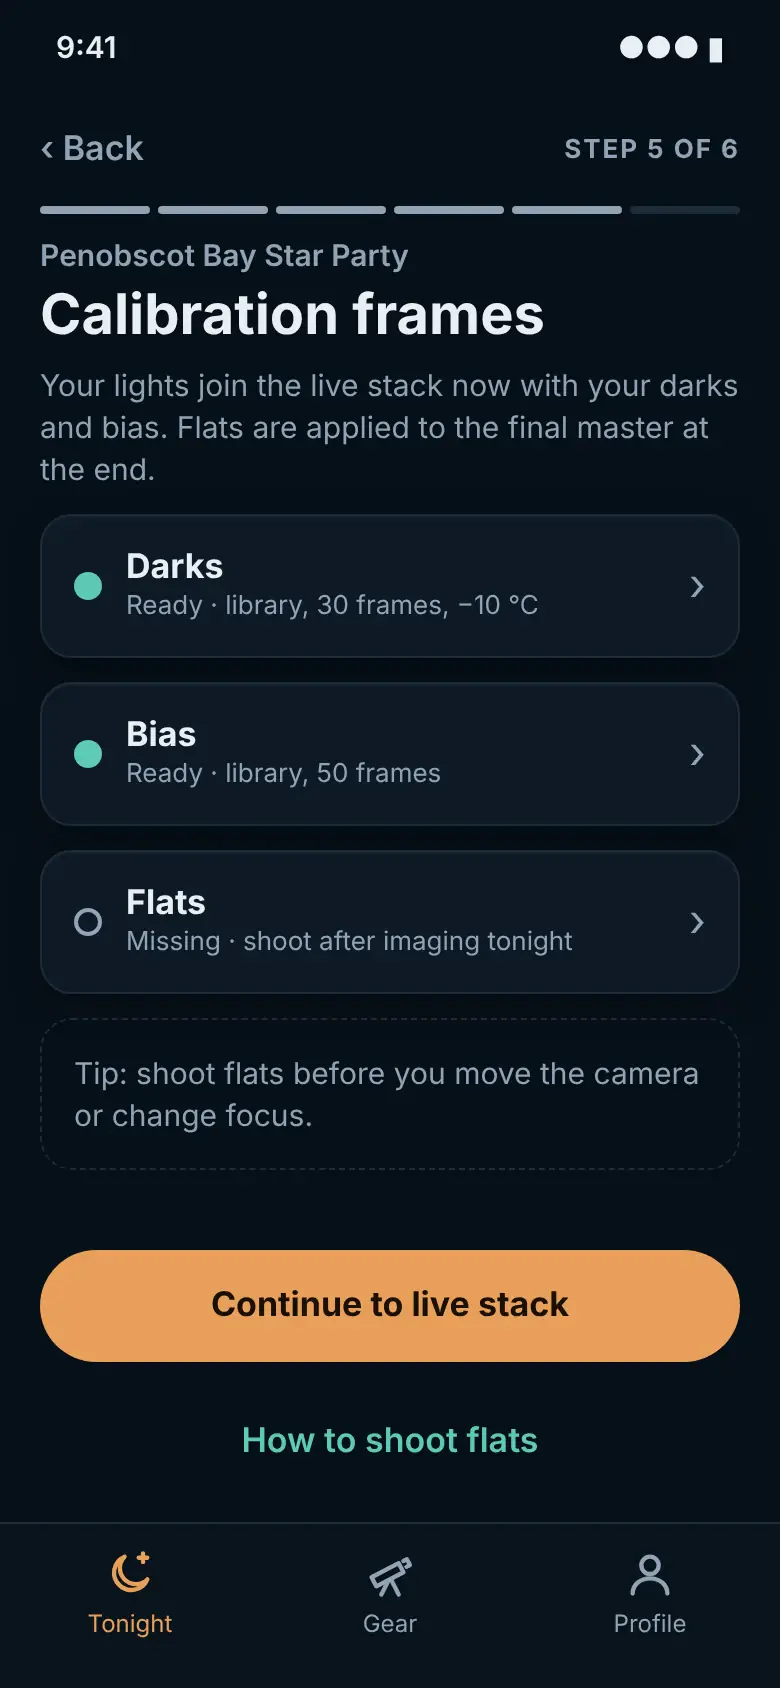 9:41
‹ Back
STEP 5 OF 6
Penobscot Bay Star Party
Calibration frames
Your lights join the live stack now with your darks
and bias. Flats are applied to the final master at
the end.
Darks
Ready · library, 30 frames, −10 °C
Bias
Ready · library, 50 frames
Flats
Missing · shoot after imaging tonight
Tip: shoot flats before you move the camera
or change focus.
Continue to live stack
How to shoot flats
Tonight
Gear
Profile